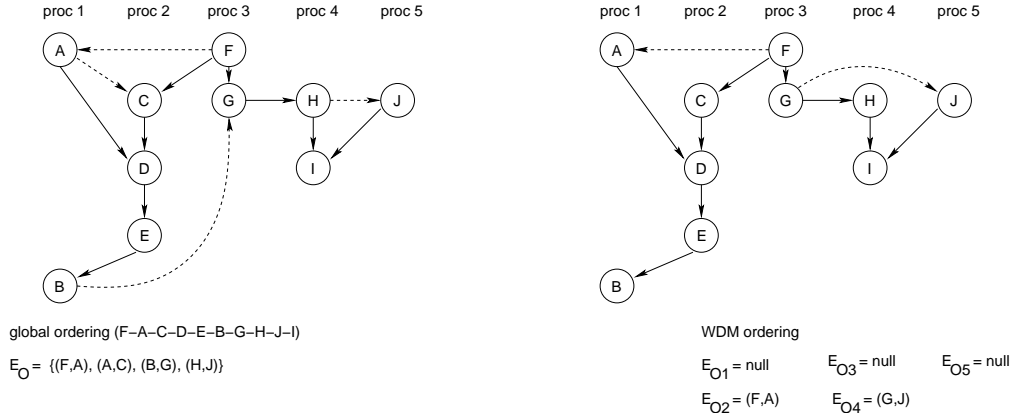 proc 1 proc 2 proc 3 proc 4 proc 5
A F
C G H J
D I
E
B
global ordering (F–A–C–D–E–B–G–H–J–I)
E_O = {(F,A), (A,C), (B,G), (H,J)}
proc 1 proc 2 proc 3 proc 4 proc 5
A F
C G H J
D I
E
B
WDM ordering
E_O1 = null E_O3 = null E_O5 = null
E_O2 = (F,A) E_O4 = (G,J)